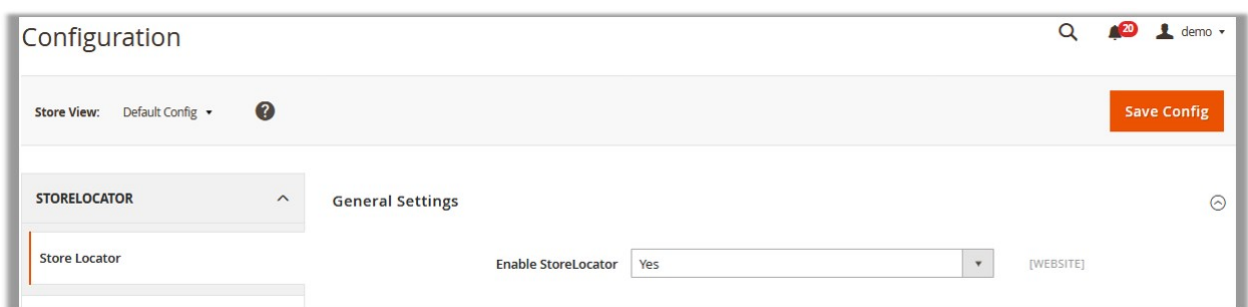 Configuration
20
demo
Store View: Default Config
?
Save Config
STORELOCATOR
General Settings
Store Locator
Enable StoreLocator Yes [WEBSITE]